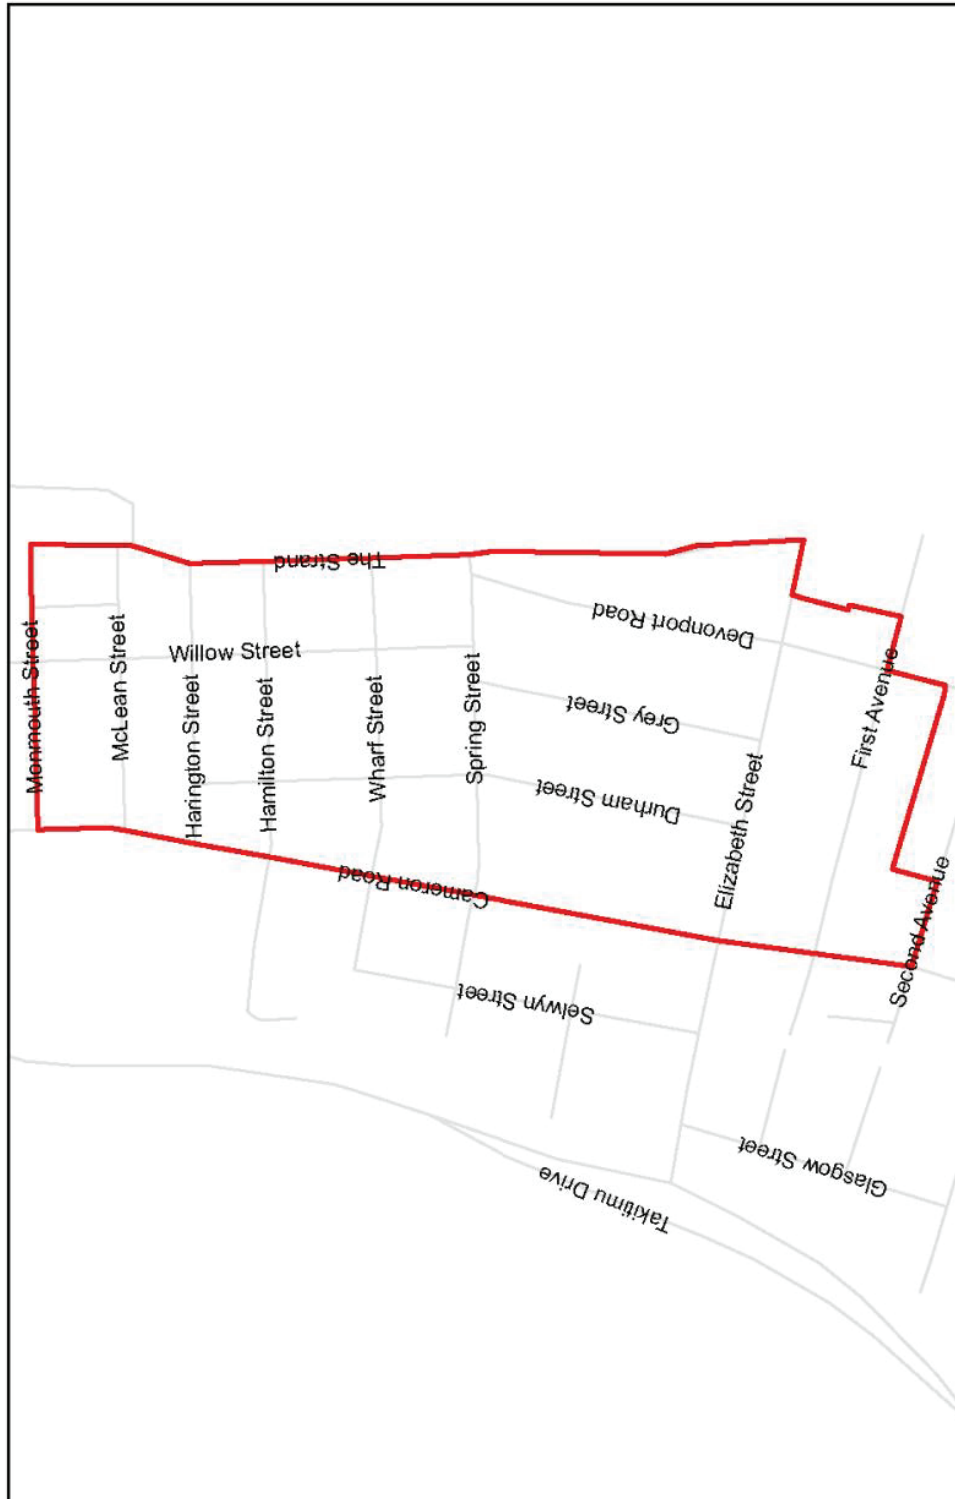 The Strand
Devonport Road
Willow Street
Monmouth Street
McLean Street
Harington Street
Hamilton Street
Wharf Street
Spring Street
Grey Street
First Avenue
Durham Street
Elizabeth Street
Cameron Road
Second Avenue
Selwyn Street
Glasgow Street
Takitimu Drive